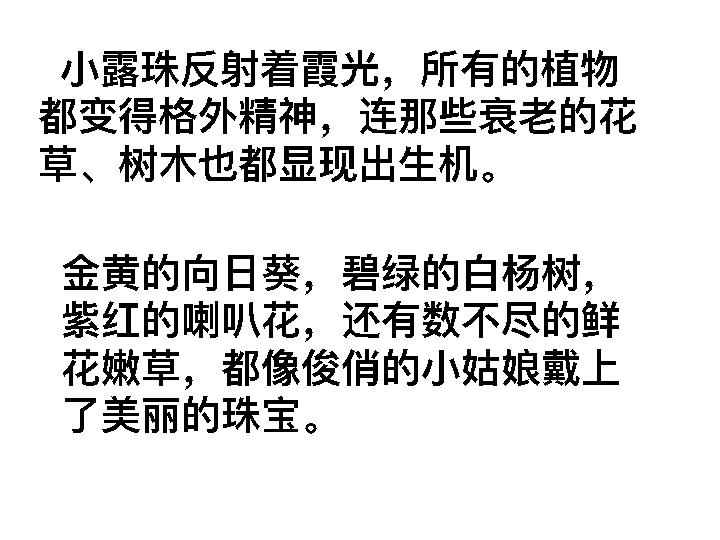 小露珠反射着霞光，所有的植物
都变得格外精神，连那些衰老的花
草、树木也都显现出生机。
金黄的向日葵，碧绿的白杨树，
紫红的喇叭花，还有数不尽的鲜
花嫩草，都像俊俏的小姑娘戴上
了美丽的珠宝。